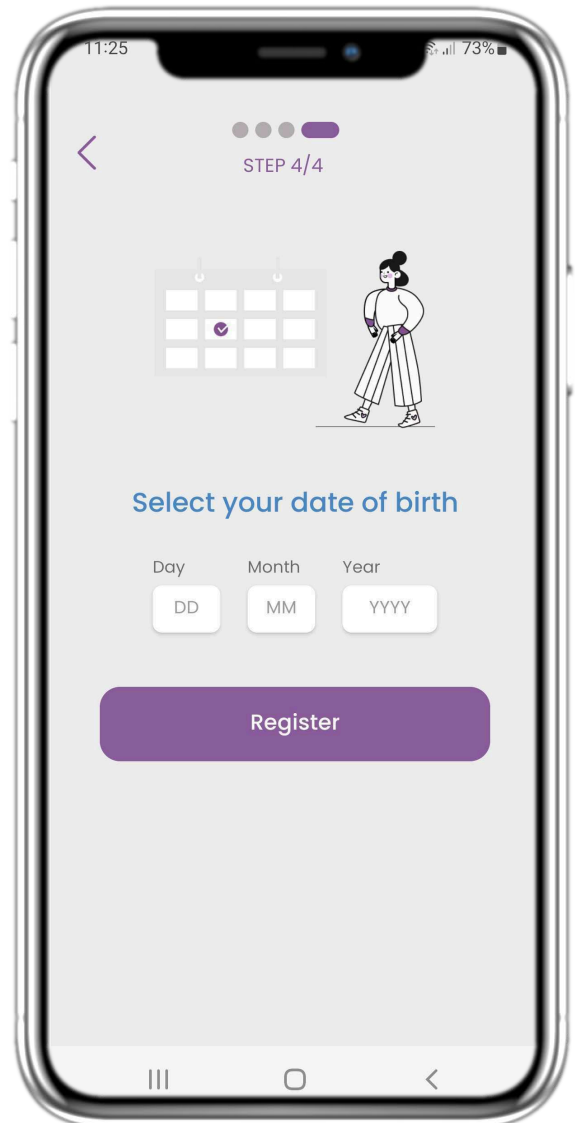 11:25 73%
STEP 4/4
Select your date of birth
Day Month Year
DD MM YYYY
Register